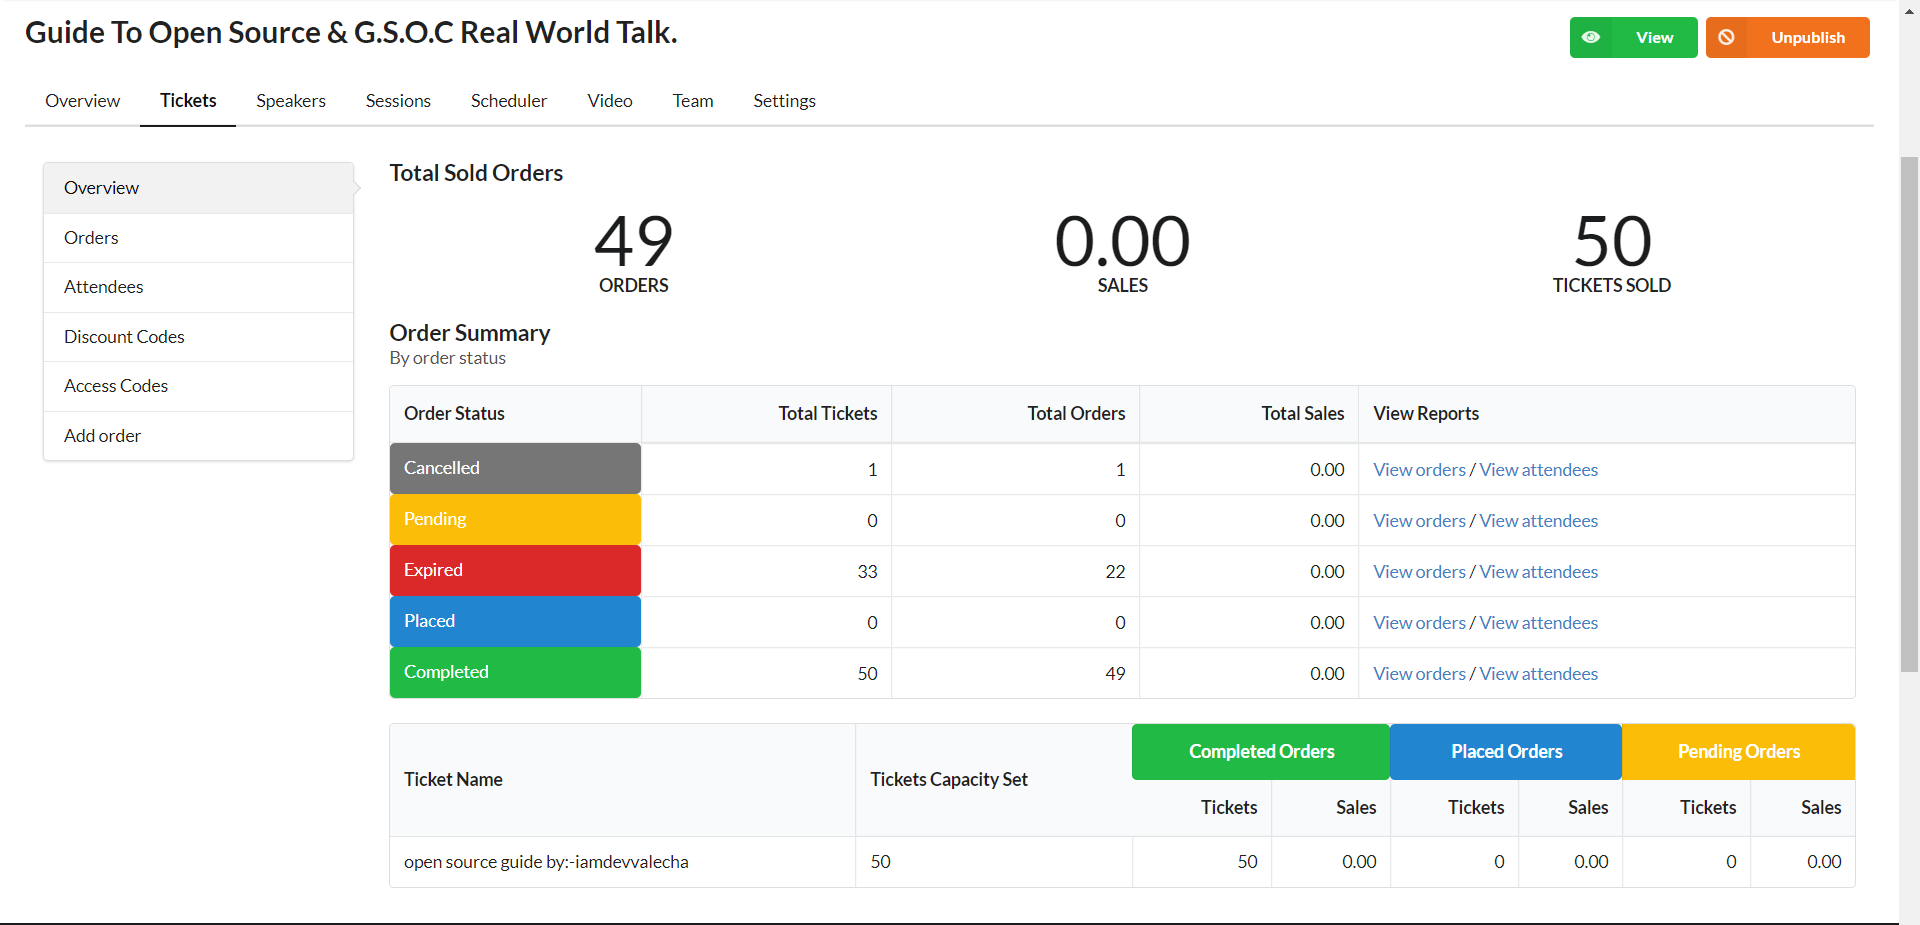 Guide To Open Source & G.S.O.C Real World Talk.
View
Unpublish
Overview Tickets Speakers Sessions Scheduler Video Team Settings
Overview
Orders
Attendees
Discount Codes
Access Codes
Add order
Total Sold Orders
49 0.00 50
ORDERS SALES TICKETS SOLD
Order Summary
By order status
Order Status Total Tickets Total Orders Total Sales View Reports
Cancelled 1 1 0.00 View orders / View attendees
Pending 0 0 0.00 View orders / View attendees
Expired 33 22 0.00 View orders / View attendees
Placed 0 0 0.00 View orders / View attendees
Completed 50 49 0.00 View orders / View attendees
Completed Orders Placed Orders Pending Orders
Ticket Name Tickets Capacity Set
Tickets Sales Tickets Sales Tickets Sales
open source guide by:-iamdevvalecha 50 50 0.00 0 0.00 0 0.00